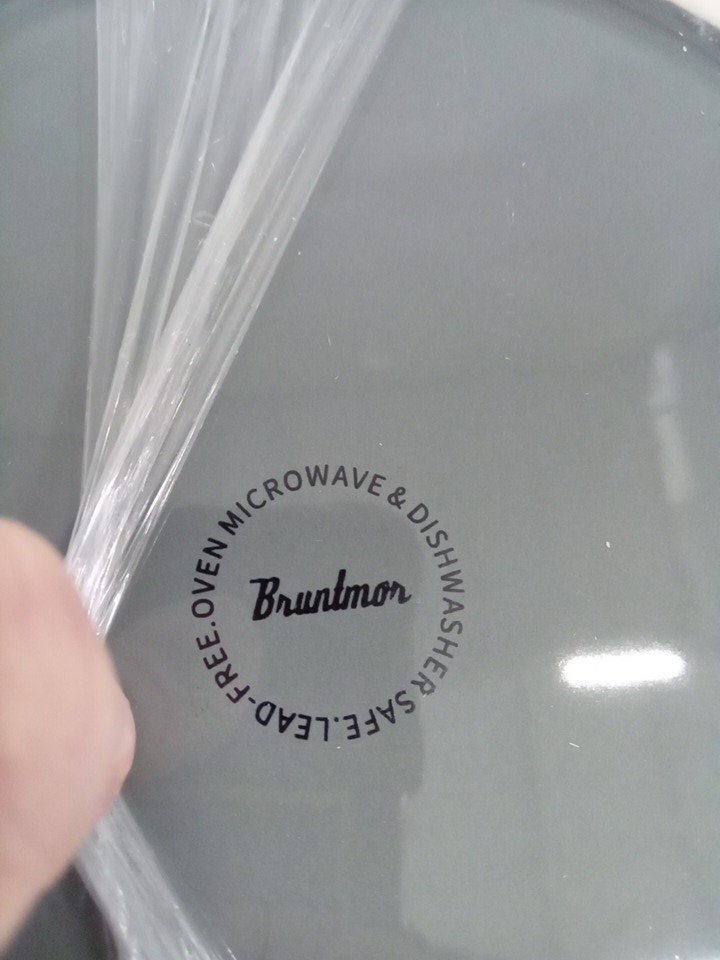 OVEN MICROWAVE & DISHWASHER SAFE. LEAD-FREE.
Bruntmor